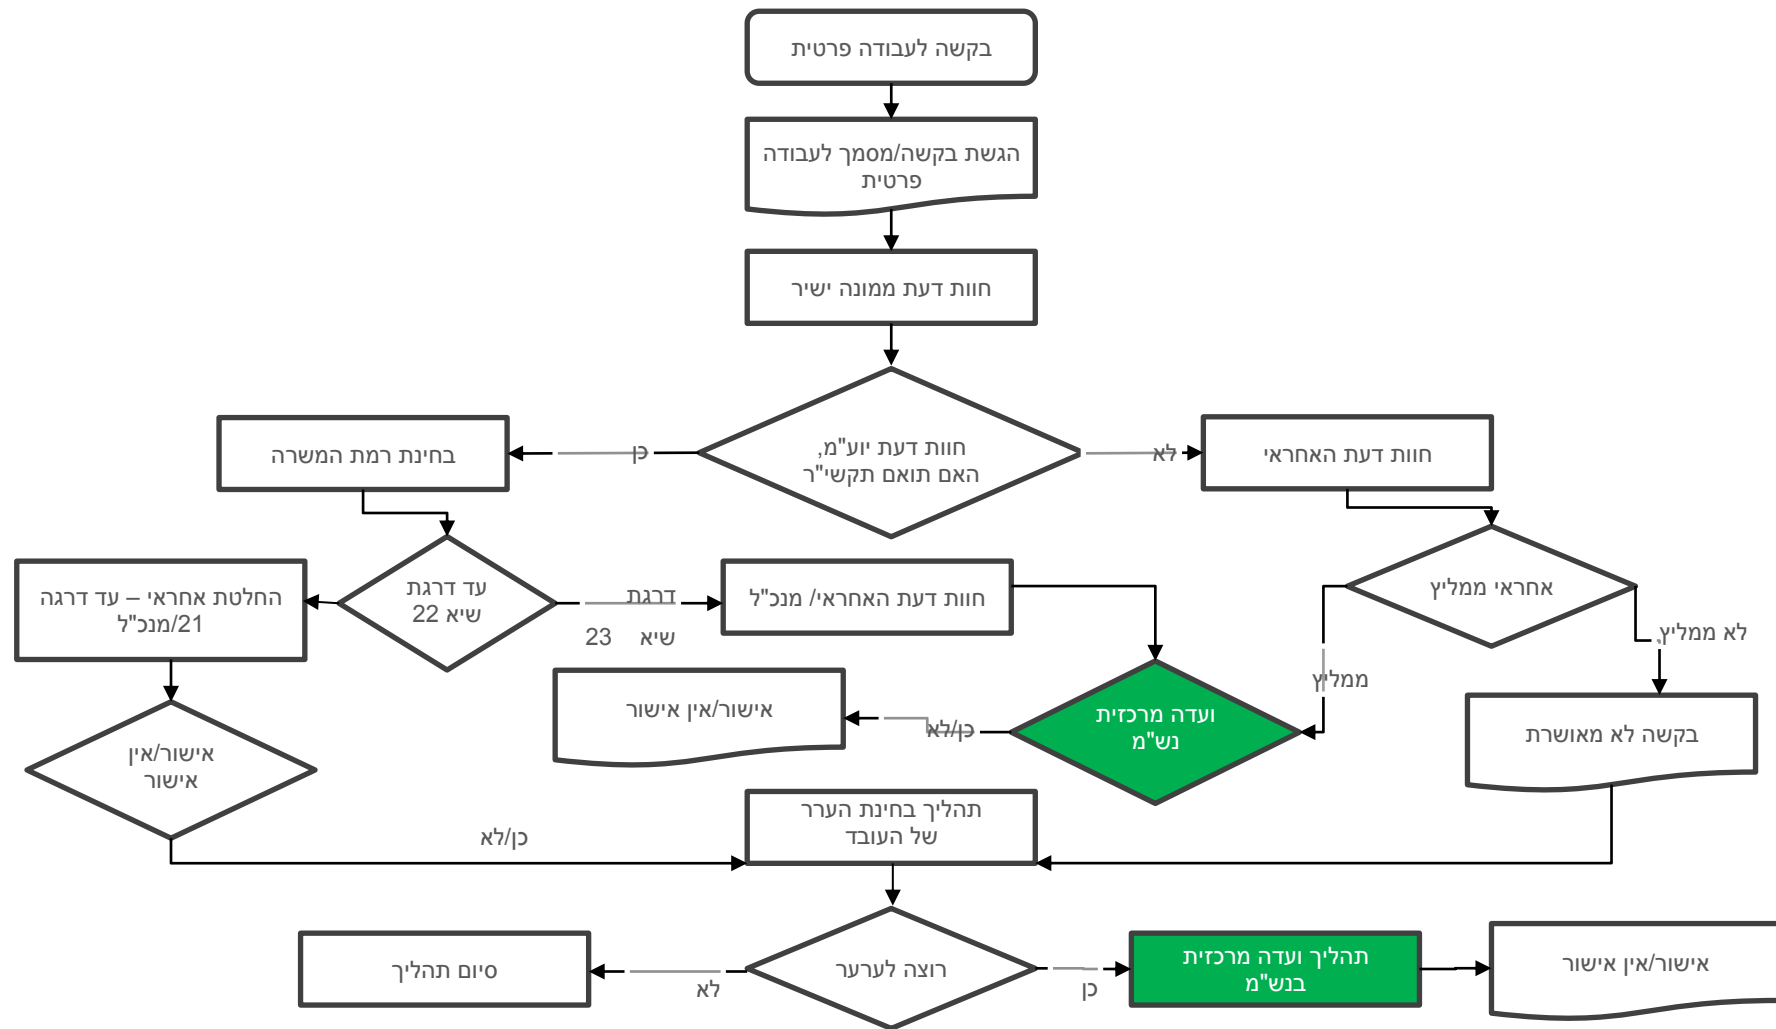 בקשה לעבודה פרטית
הגשת בקשה/מסמך לעבודה
פרטית
חוות דעת ממונה ישיר
חוות דעת יוע"מ,
האם תואם תקשי"ר
לא
חוות דעת האחראי
כן
בחינת רמת המשרה
אחראי ממליץ
לא ממליץ
ממליץ
בקשה לא מאושרת
עד דרגת
שיא 22
דרגת
שיא 23
חוות דעת האחראי/ מנכ"ל
החלטת אחראי – עד דרגה
21/מנכ"ל
ועדה מרכזית
נש"מ
כן/לא
אישור/אין אישור
אישור/אין
אישור
כן/לא
תהליך בחינת הערר
של העובד
רוצה לערער
כן
תהליך ועדה מרכזית
בנש"מ
אישור/אין אישור
לא
סיום תהליך